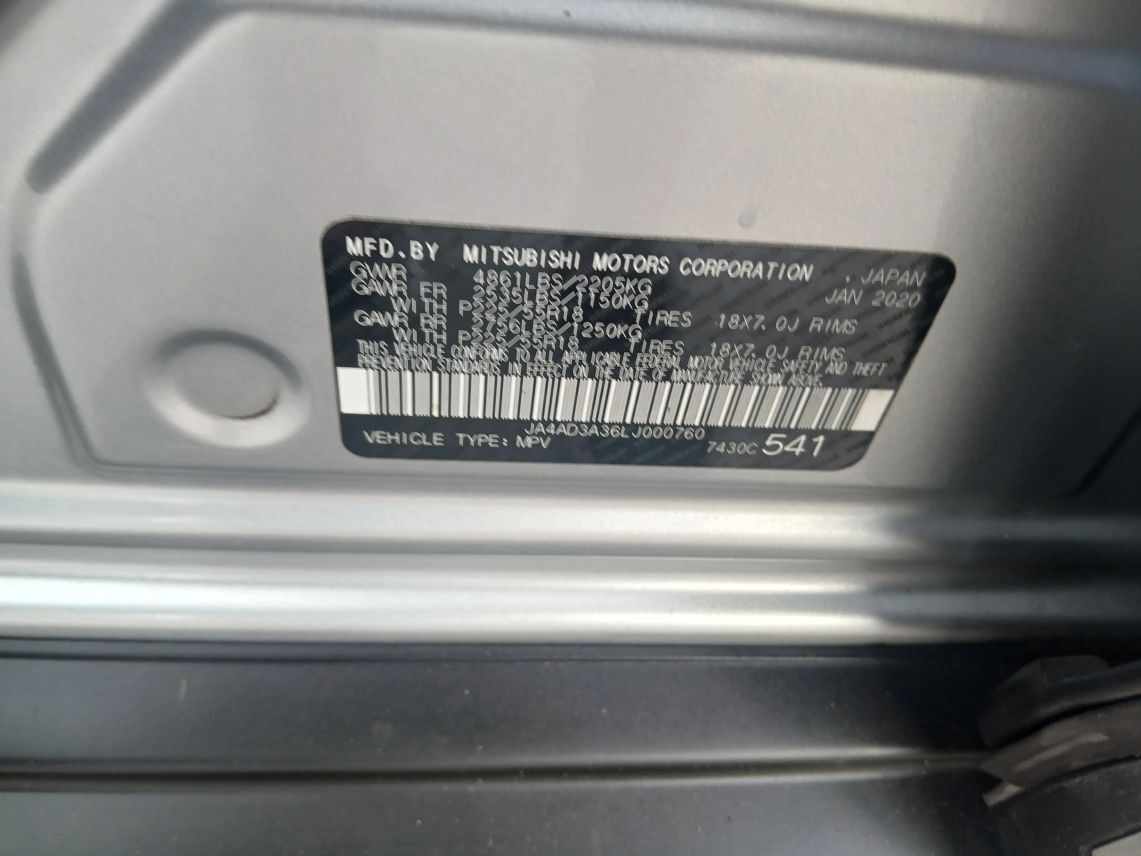 MFD.BY MITSUBISHI MOTORS CORPORATION . JAPAN
GVWR 4861LBS/2205KG JAN 2020
GAWR FR 2535LBS/1150KG
WITH P225/55R18 TIRES 18X7.0J RIMS
GAWR RR 2756LBS/1250KG
WITH P225/55R18 TIRES 18X7.0J RIMS
THIS VEHICLE CONFORMS TO ALL APPLICABLE FEDERAL MOTOR VEHICLE SAFETY AND THEFT
PREVENTION STANDARDS IN EFFECT ON THE DATE OF MANUFACTURE SHOWN ABOVE.
JA4AD3A36LJ000760
VEHICLE TYPE: MPV 7430C 541